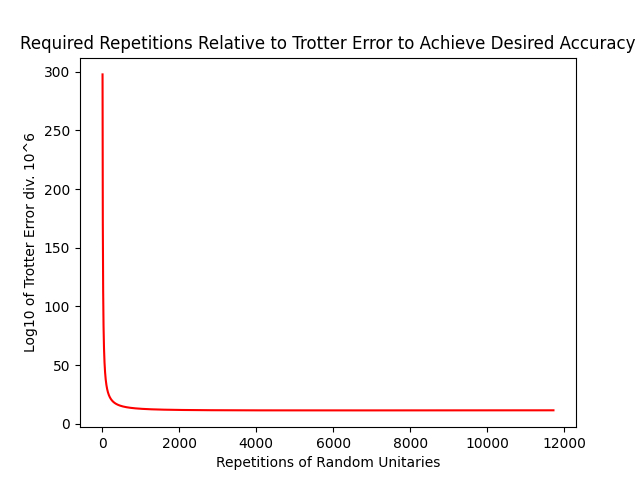 Required Repetitions Relative to Trotter Error to Achieve Desired Accuracy
Log10 of Trotter Error div. 10^6
300
250
200
150
100
50
0
0 2000 4000 6000 8000 10000 12000
Repetitions of Random Unitaries